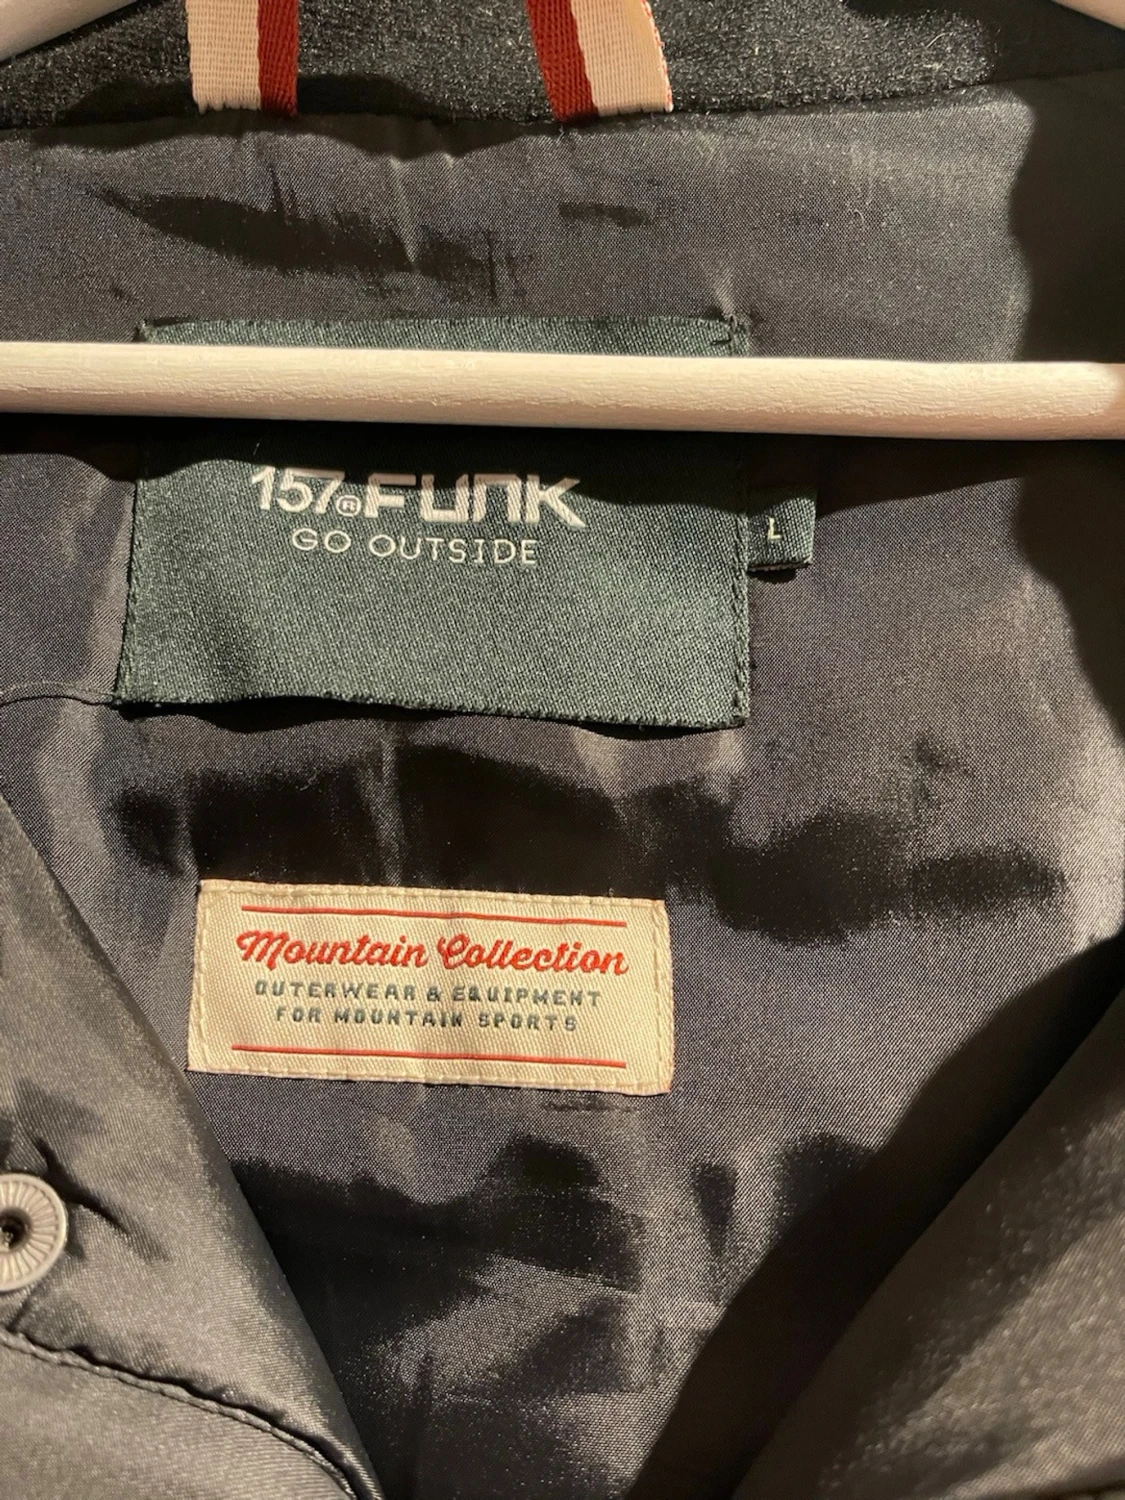 157® FUNK
GO OUTSIDE
L
Mountain Collection
OUTERWEAR & EQUIPMENT
FOR MOUNTAIN SPORTS